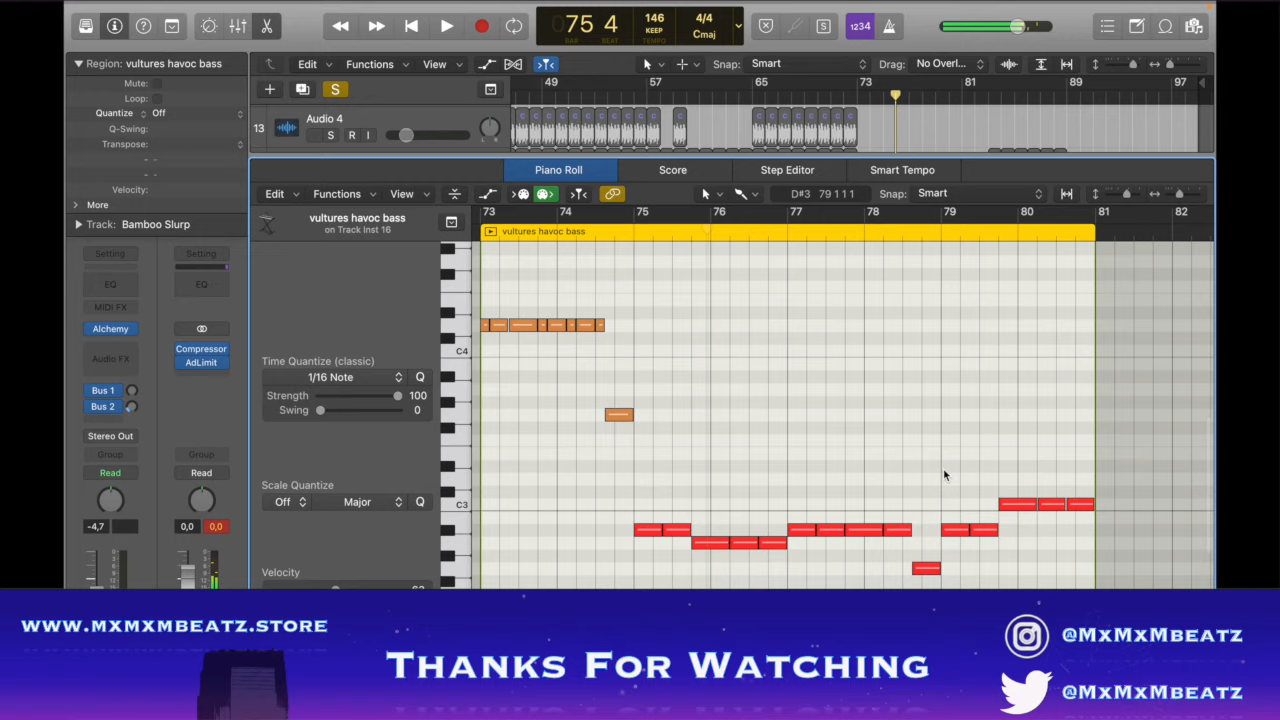 75 4
BAR BEAT
146
KEEP
TEMPO
4/4
Cmaj
S
1234
Region: vultures havoc bass
Mute:
Loop:
Quantize Off
Q-Swing:
Transpose:
Velocity:
More
Track: Bamboo Slurp
Edit Functions View
Snap: Smart
Drag: No Overl...
S
49 57 65 73 81 89 97
13
Audio 4
S R I
L R
Piano Roll Score Step Editor Smart Tempo
Edit Functions View
D#3 79 1 1 1
Snap: Smart
vultures havoc bass
on Track Inst 16
73 74 75 76 77 78 79 80 81 82
vultures havoc bass
Time Quantize (classic)
1/16 Note Q
Strength 100
Swing 0
Scale Quantize
Off Major Q
Velocity
C4
C3
Setting Setting
EQ EQ
MIDI FX
Alchemy
Compressor
Audio FX
AdLimit
Bus 1
Bus 2
Stereo Out
Group Group
Read Read
-4,7 0,0 0,0
WWW.MXMXMBEATZ.STORE
THANKS FOR WATCHING
@MXMXMBEATZ
@MXMXMBEATZ